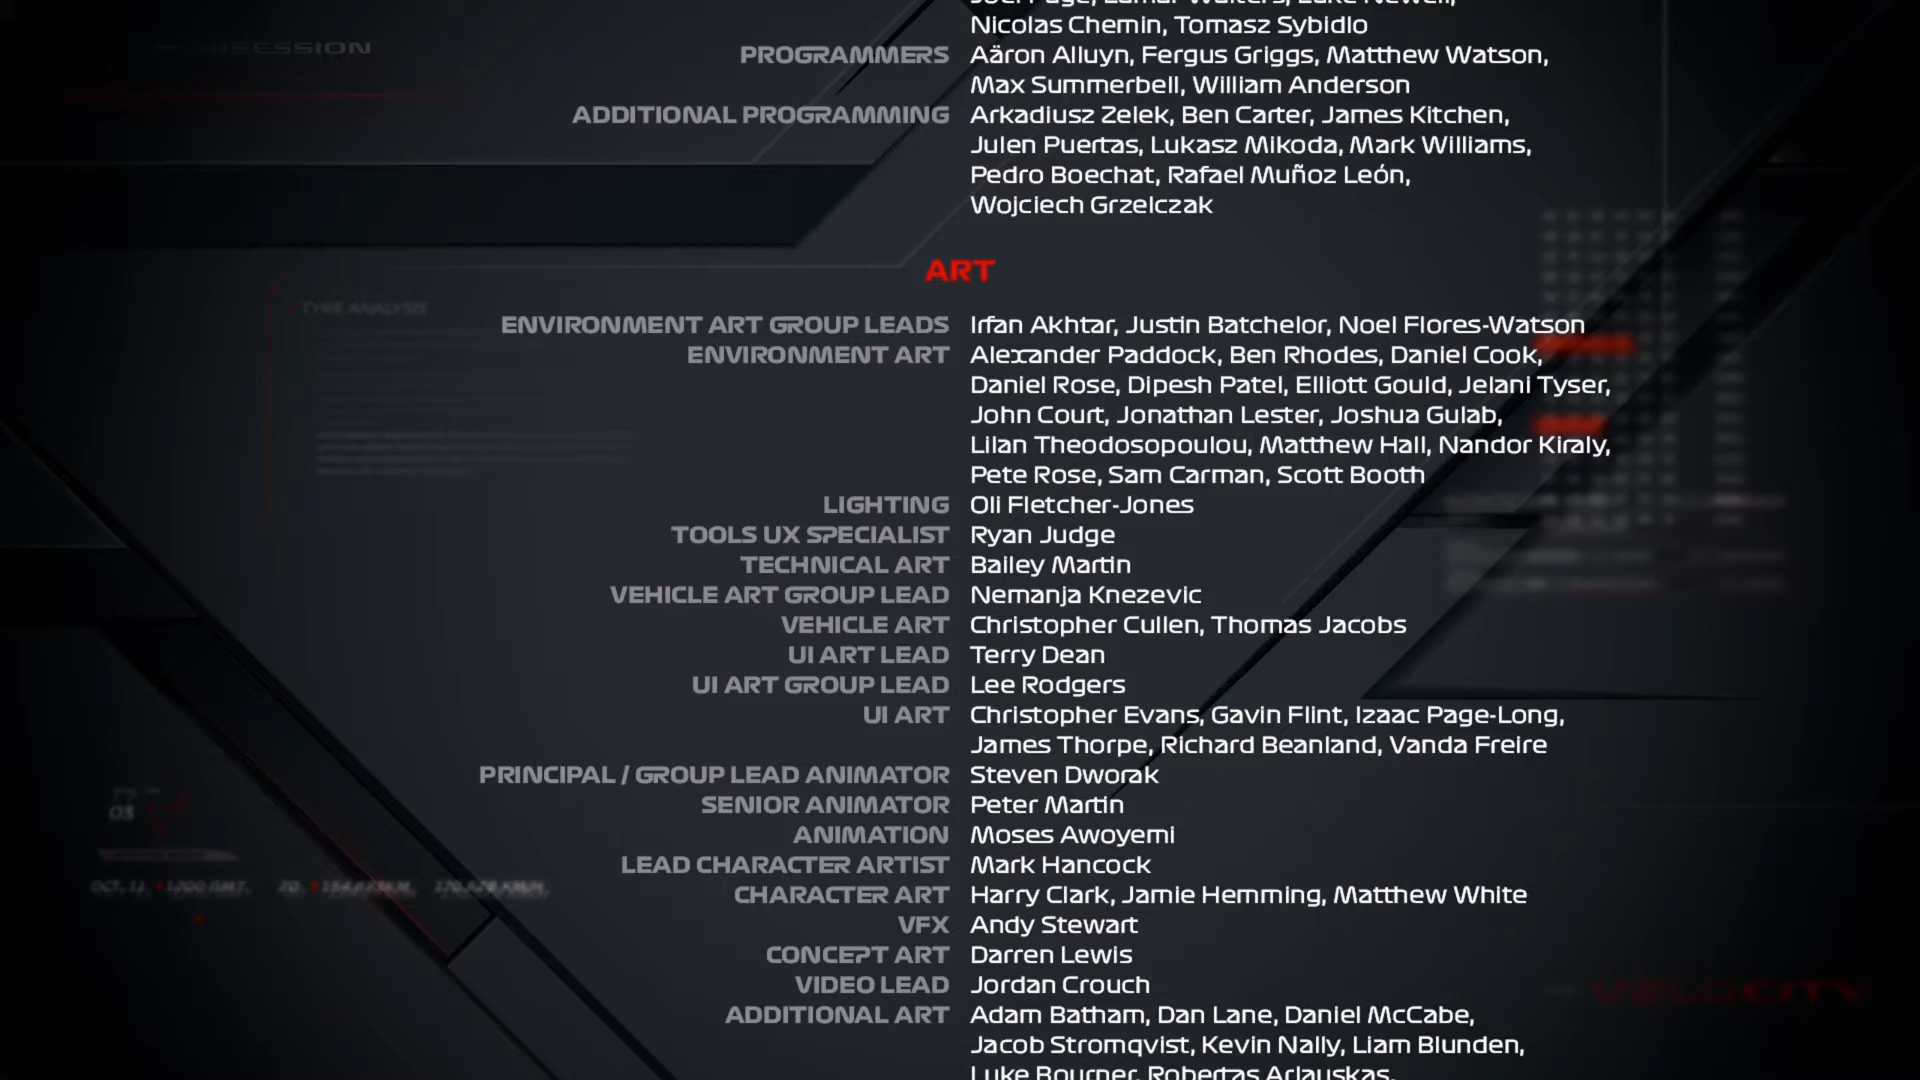 SESSION
Nicolas Chemin, Tomasz Sybidlo
PROGRAMMERS Aäron Alluyn, Fergus Griggs, Matthew Watson,
Max Summerbell, William Anderson
ADDITIONAL PROGRAMMING Arkadiusz Zelek, Ben Carter, James Kitchen,
Julen Puertas, Lukasz Mikoda, Mark Williams,
Pedro Boechat, Rafael Muñoz León,
Wojciech Grzelczak
ART
TYRE ANALYSIS
ENVIRONMENT ART GROUP LEADS Irfan Akhtar, Justin Batchelor, Noel Flores-Watson
ENVIRONMENT ART Alexander Paddock, Ben Rhodes, Daniel Cook,
Daniel Rose, Dipesh Patel, Elliott Gould, Jelani Tyser,
John Court, Jonathan Lester, Joshua Gulab,
Lilan Theodosopoulou, Matthew Hall, Nandor Kiraly,
Pete Rose, Sam Carman, Scott Booth
LIGHTING Oli Fletcher-Jones
TOOLS UX SPECIALIST Ryan Judge
TECHNICAL ART Bailey Martin
VEHICLE ART GROUP LEAD Nemanja Knezevic
VEHICLE ART Christopher Cullen, Thomas Jacobs
UI ART LEAD Terry Dean
UI ART GROUP LEAD Lee Rodgers
UI ART Christopher Evans, Gavin Flint, Izaac Page-Long,
James Thorpe, Richard Beanland, Vanda Freire
PRINCIPAL / GROUP LEAD ANIMATOR Steven Dworak
SENIOR ANIMATOR Peter Martin
03
ANIMATION Moses Awoyemi
LEAD CHARACTER ARTIST Mark Hancock
CHARACTER ART Harry Clark, Jamie Hemming, Matthew White
VFX Andy Stewart
CONCEPT ART Darren Lewis
VIDEO LEAD Jordan Crouch
VELOCITY
ADDITIONAL ART Adam Batham, Dan Lane, Daniel McCabe,
Jacob Stromqvist, Kevin Nally, Liam Blunden,
Luke Bourner, Robertas Arlauskas,